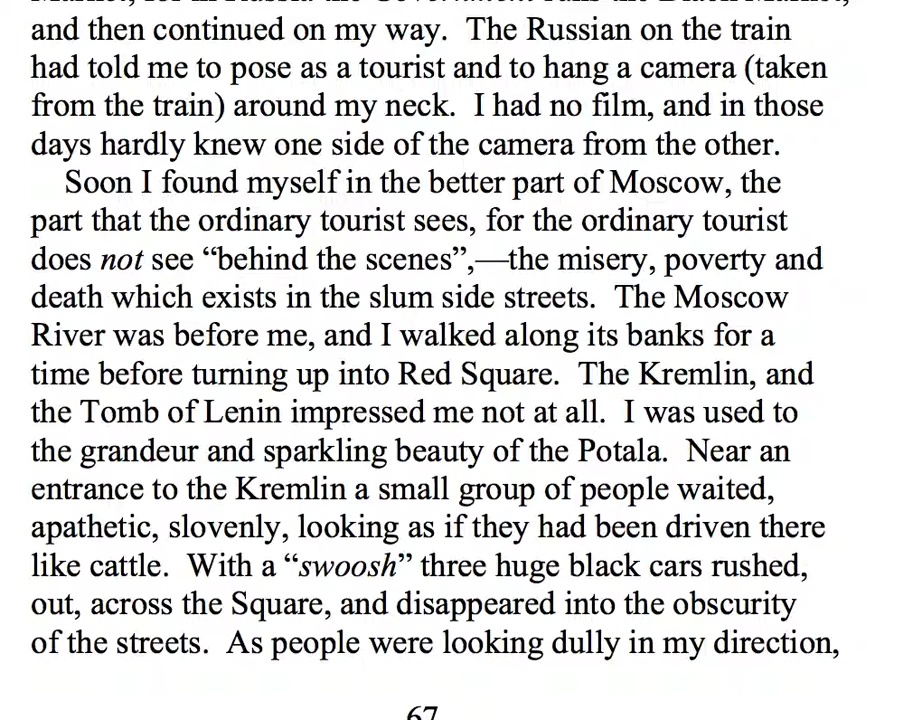 and then continued on my way. The Russian on the train
had told me to pose as a tourist and to hang a camera (taken
from the train) around my neck. I had no film, and in those
days hardly knew one side of the camera from the other.
Soon I found myself in the better part of Moscow, the
part that the ordinary tourist sees, for the ordinary tourist
does not see “behind the scenes”,—the misery, poverty and
death which exists in the slum side streets. The Moscow
River was before me, and I walked along its banks for a
time before turning up into Red Square. The Kremlin, and
the Tomb of Lenin impressed me not at all. I was used to
the grandeur and sparkling beauty of the Potala. Near an
entrance to the Kremlin a small group of people waited,
apathetic, slovenly, looking as if they had been driven there
like cattle. With a “swoosh” three huge black cars rushed,
out, across the Square, and disappeared into the obscurity
of the streets. As people were looking dully in my direction,
67